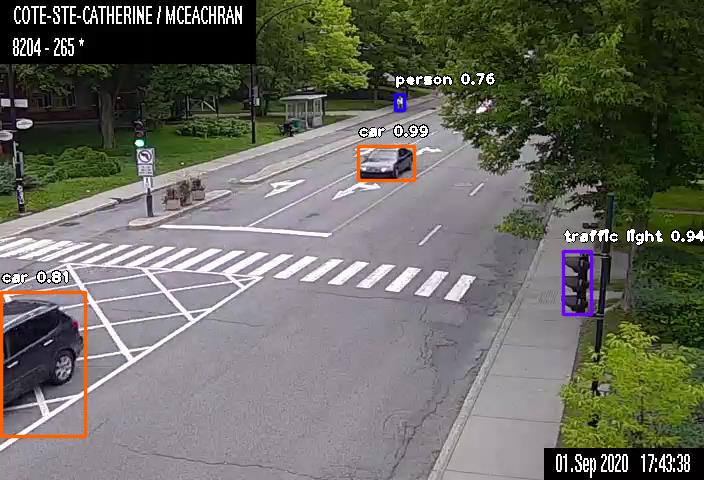 COTE-STE-CATHERINE / MCEACHRAN
8204 - 265 *
person 0.76
car 0.99
traffic light 0.94
car 0.81
01.Sep 2020 17:43:38